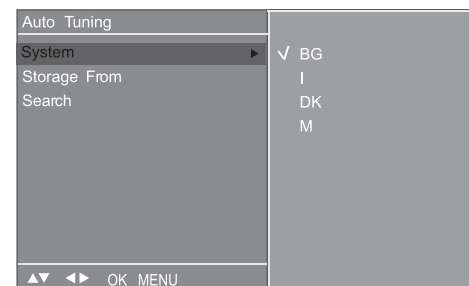 Auto Tuning
System ▶
Storage From
Search
▲▼ ◀▶ OK MENU
√ BG
I
DK
M